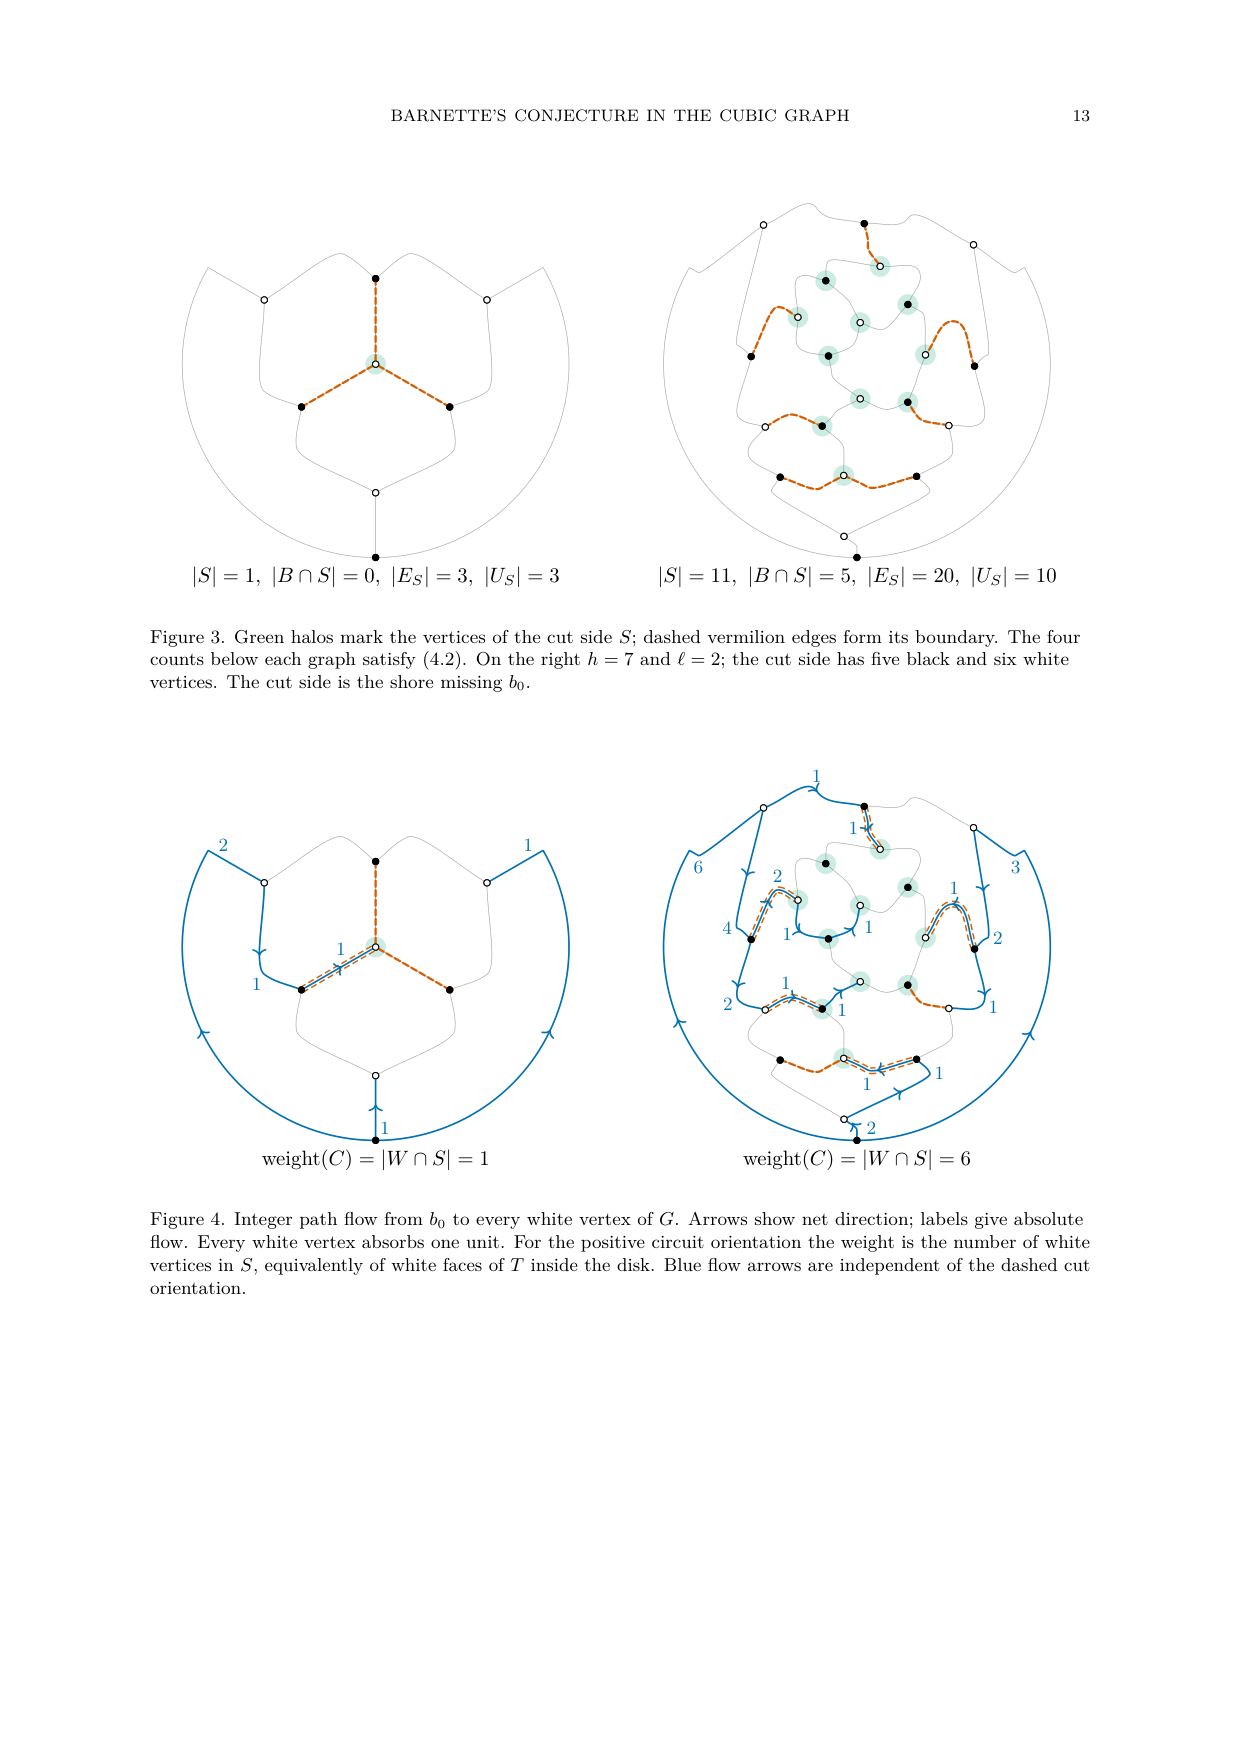 BARNETTE'S CONJECTURE IN THE CUBIC GRAPH 13
|S| = 1, |B ∩ S| = 0, |E_S| = 3, |U_S| = 3
|S| = 11, |B ∩ S| = 5, |E_S| = 20, |U_S| = 10
Figure 3. Green halos mark the vertices of the cut side S; dashed vermilion edges form its boundary. The four
counts below each graph satisfy (4.2). On the right h = 7 and ℓ = 2; the cut side has five black and six white
vertices. The cut side is the shore missing b₀.
2
1
1
1
1
weight(C) = |W ∩ S| = 1
1
1
6
3
2
1
4
1
1
2
1
2
1
1
1
1
2
weight(C) = |W ∩ S| = 6
Figure 4. Integer path flow from b₀ to every white vertex of G. Arrows show net direction; labels give absolute
flow. Every white vertex absorbs one unit. For the positive circuit orientation the weight is the number of white
vertices in S, equivalently of white faces of T inside the disk. Blue flow arrows are independent of the dashed cut
orientation.